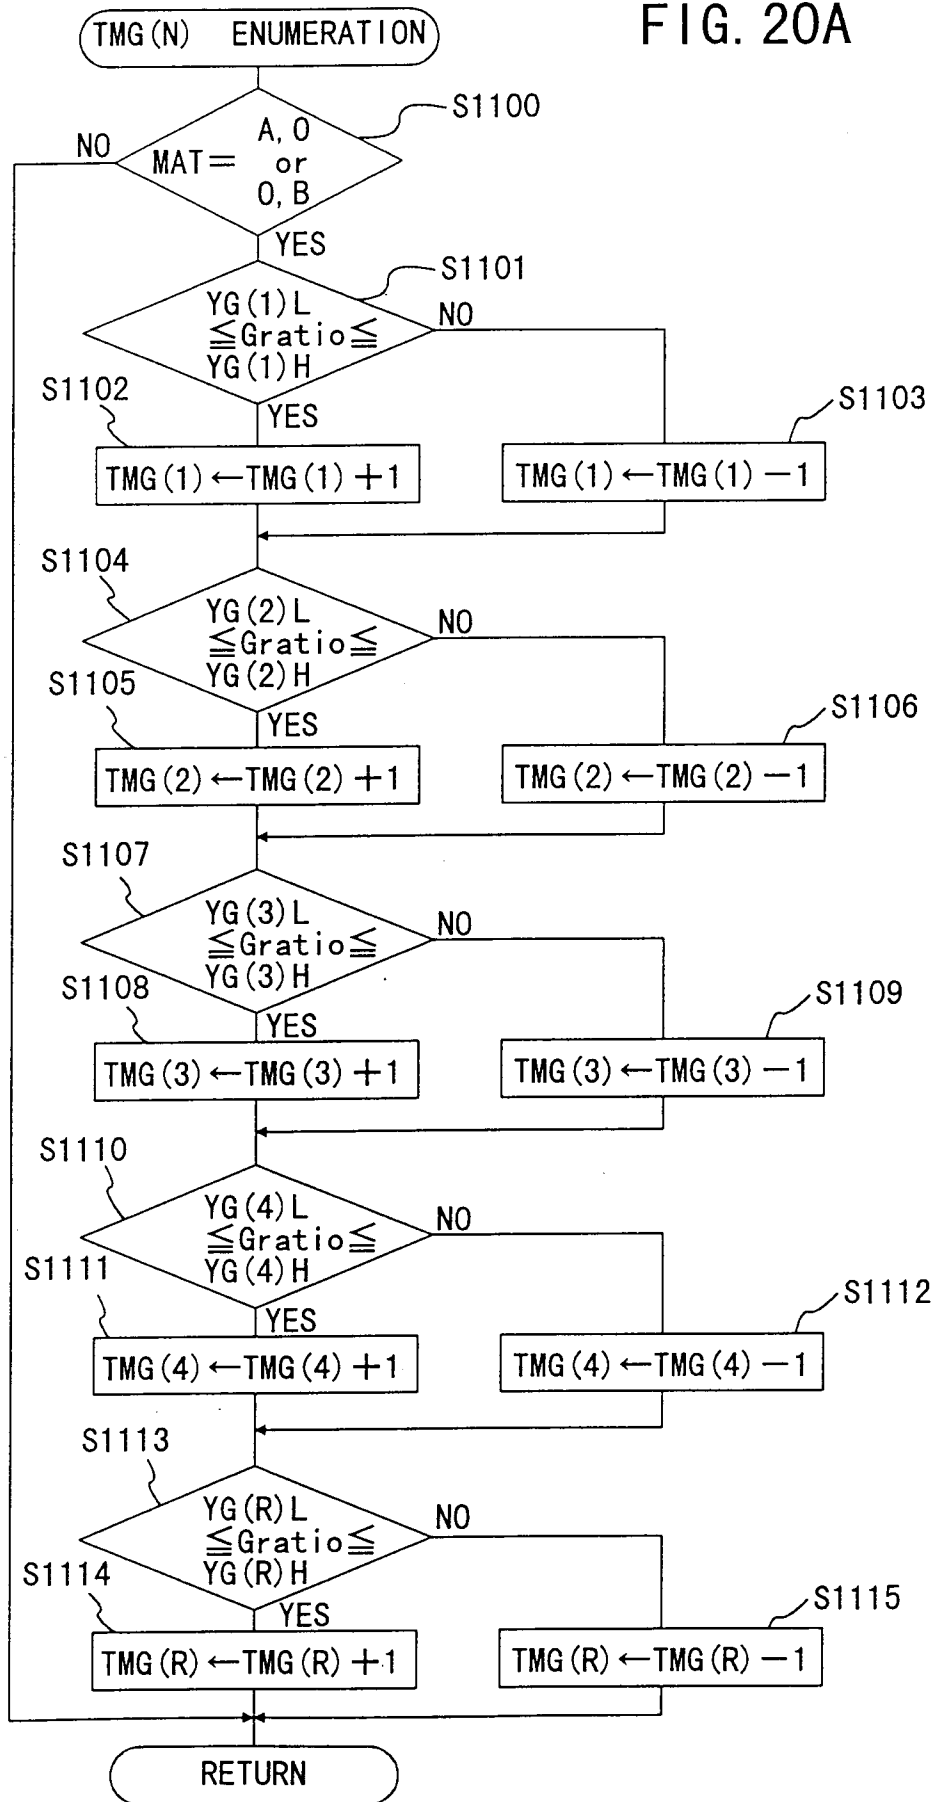 FIG. 20A
TMG(N) ENUMERATION
S1100
NO
A, 0
MAT= or
0, B
YES
S1101
YG(1)L
≦Gratio≦
YG(1)H
NO
S1102
YES
S1103
TMG(1)←TMG(1)+1
TMG(1)←TMG(1)−1
S1104
YG(2)L
≦Gratio≦
YG(2)H
NO
S1105
YES
S1106
TMG(2)←TMG(2)+1
TMG(2)←TMG(2)−1
S1107
YG(3)L
≦Gratio≦
YG(3)H
NO
S1108
YES
S1109
TMG(3)←TMG(3)+1
TMG(3)←TMG(3)−1
S1110
YG(4)L
≦Gratio≦
YG(4)H
NO
S1111
YES
S1112
TMG(4)←TMG(4)+1
TMG(4)←TMG(4)−1
S1113
YG(R)L
≦Gratio≦
YG(R)H
NO
S1114
YES
S1115
TMG(R)←TMG(R)+1
TMG(R)←TMG(R)−1
RETURN